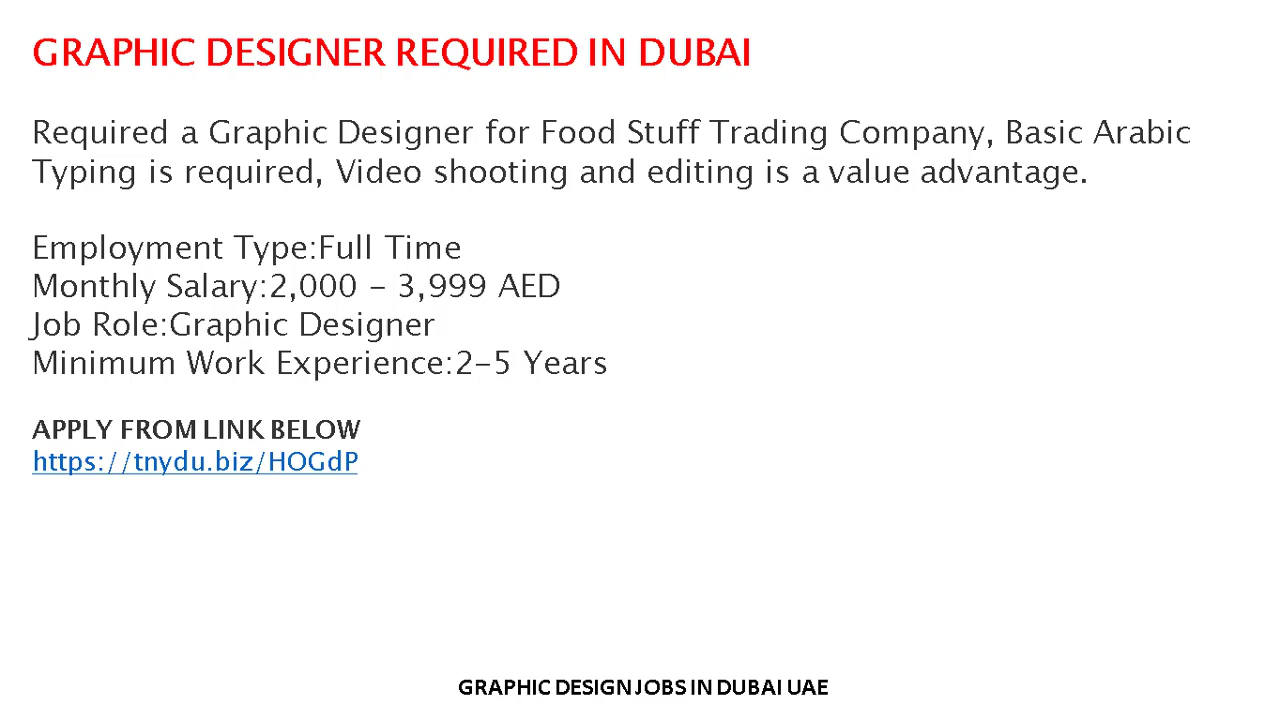 GRAPHIC DESIGNER REQUIRED IN DUBAI
Required a Graphic Designer for Food Stuff Trading Company, Basic Arabic
Typing is required, Video shooting and editing is a value advantage.
Employment Type:Full Time
Monthly Salary:2,000 - 3,999 AED
Job Role:Graphic Designer
Minimum Work Experience:2-5 Years
APPLY FROM LINK BELOW
https://tnydu.biz/HOGdP
GRAPHIC DESIGN JOBS IN DUBAI UAE